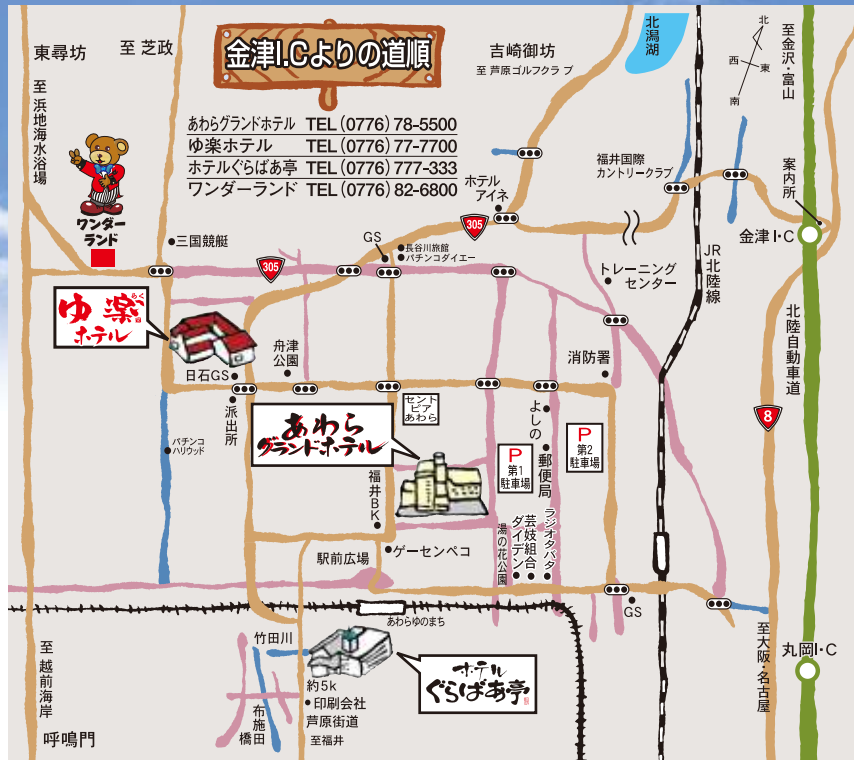 東尋坊
至 芝政
金津I.Cよりの道順
吉崎御坊
至 芦原ゴルフクラブ
北潟湖
北
西
東
南
至金沢・富山
至 浜地海水浴場
あわらグランドホテル TEL(0776)78-5500
ゆ楽ホテル TEL(0776)77-7700
ホテルぐらばあ亭 TEL(0776)777-333
ワンダーランド TEL(0776)82-6800
ホテル
アイネ
福井国際
カントリークラブ
案内所
金津I・C
ワンダー
ランド
三国競艇
305
GS
長谷川旅館
パチンコダイエー
305
トレーニング
センター
JR北陸線
北陸自動車道
ゆ楽
らく
ホテル
日石GS
舟津
公園
消防署
8
派出所
パチンコ
ハリウッド
セント
ピア
あわら
あわら
グランドホテル
よしの
郵便局
P
第1
駐車場
P
第2
駐車場
福井BK
駅前広場
ゲーセンペコ
湯の花公園
ダイデン
芸妓組合
ラジオタバタ
GS
あわらゆのまち
至 越前海岸
呼鳴門
竹田川
布施田橋
約5k
印刷会社
芦原街道
至福井
ホテル
ぐらばあ亭
至大阪・名古屋
丸岡I・C